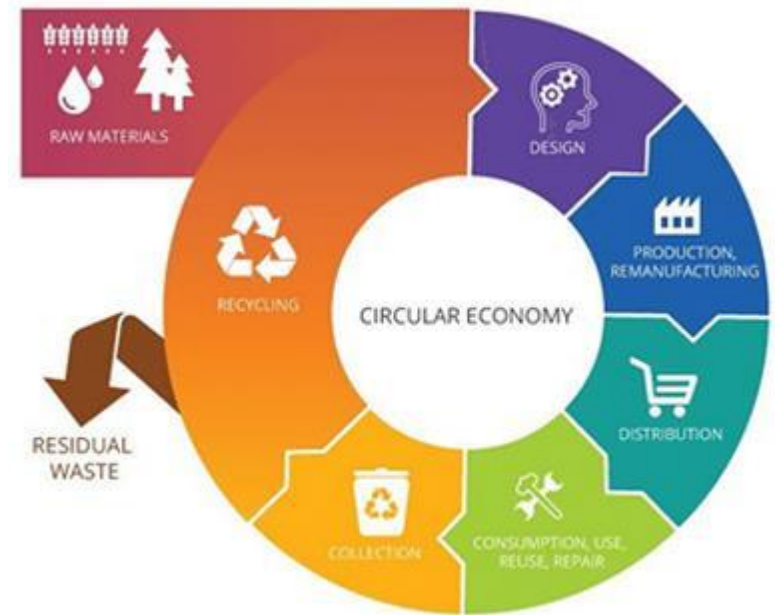 RAW MATERIALS
DESIGN
PRODUCTION,
REMANUFACTURING
RECYCLING
CIRCULAR ECONOMY
DISTRIBUTION
RESIDUAL
WASTE
COLLECTION
CONSUMPTION, USE,
REUSE, REPAIR